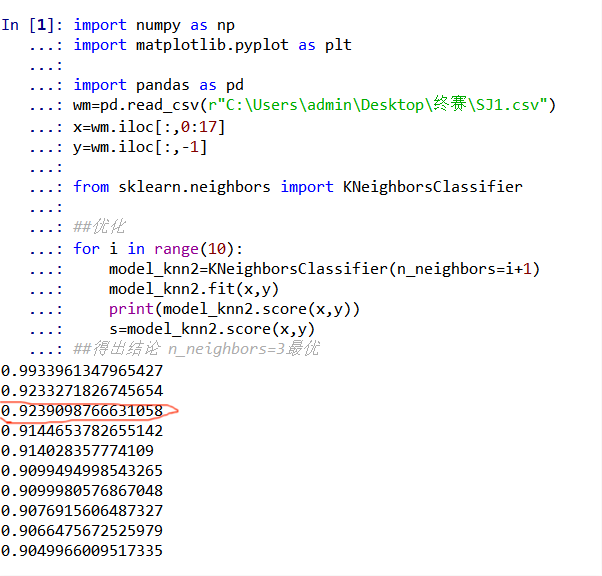 In [1]: import numpy as np
   ...: import matplotlib.pyplot as plt
   ...:
   ...: import pandas as pd
   ...: wm=pd.read_csv(r"C:\Users\admin\Desktop\终赛\SJ1.csv")
   ...: x=wm.iloc[:,0:17]
   ...: y=wm.iloc[:,-1]
   ...:
   ...: from sklearn.neighbors import KNeighborsClassifier
   ...:
   ...: ##优化
   ...: for i in range(10):
   ...:     model_knn2=KNeighborsClassifier(n_neighbors=i+1)
   ...:     model_knn2.fit(x,y)
   ...:     print(model_knn2.score(x,y))
   ...:     s=model_knn2.score(x,y)
   ...: ##得出结论 n_neighbors=3最优
0.9933961347965427
0.9233271826745654
0.9239098766631058
0.9144653782655142
0.914028357774109
0.9099494998543265
0.9099980576867048
0.9076915606487327
0.9066475672525979
0.9049966009517335